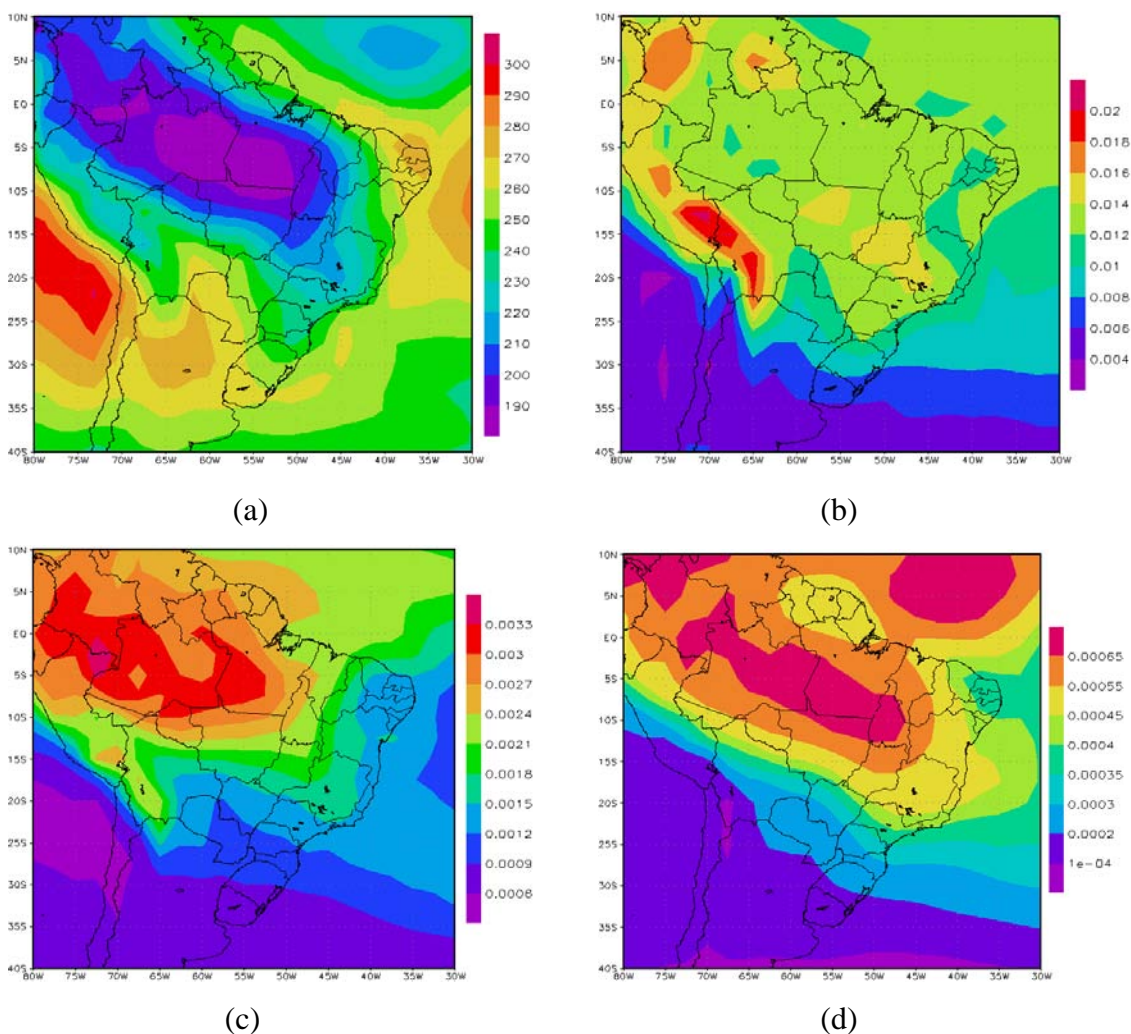 10N
5N
EQ
5S
10S
15S
20S
25S
30S
35S
40S
80W 75W 70W 65W 60W 55W 50W 45W 40W 35W 30W
300
290
280
270
260
250
240
230
220
210
200
190
(a)
10N
5N
EQ
5S
10S
15S
20S
25S
30S
35S
40S
80W 75W 70W 65W 60W 55W 50W 45W 40W 35W 30W
0.02
0.018
0.016
0.014
0.012
0.01
0.008
0.006
0.004
(b)
10N
5N
EQ
5S
10S
15S
20S
25S
30S
35S
40S
80W 75W 70W 65W 60W 55W 50W 45W 40W 35W 30W
0.0033
0.003
0.0027
0.0024
0.0021
0.0018
0.0015
0.0012
0.0009
0.0006
(c)
10N
5N
EQ
5S
10S
15S
20S
25S
30S
35S
40S
80W 75W 70W 65W 60W 55W 50W 45W 40W 35W 30W
0.00065
0.00055
0.00045
0.0004
0.00035
0.0003
0.0002
1e-04
(d)